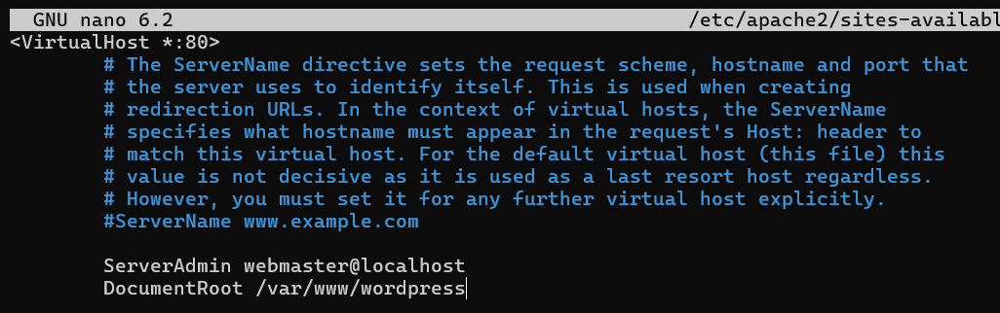 GNU nano 6.2 /etc/apache2/sites-availabl
<VirtualHost *:80>
# The ServerName directive sets the request scheme, hostname and port that
# the server uses to identify itself. This is used when creating
# redirection URLs. In the context of virtual hosts, the ServerName
# specifies what hostname must appear in the request's Host: header to
# match this virtual host. For the default virtual host (this file) this
# value is not decisive as it is used as a last resort host regardless.
# However, you must set it for any further virtual host explicitly.
#ServerName www.example.com
ServerAdmin webmaster@localhost
DocumentRoot /var/www/wordpress